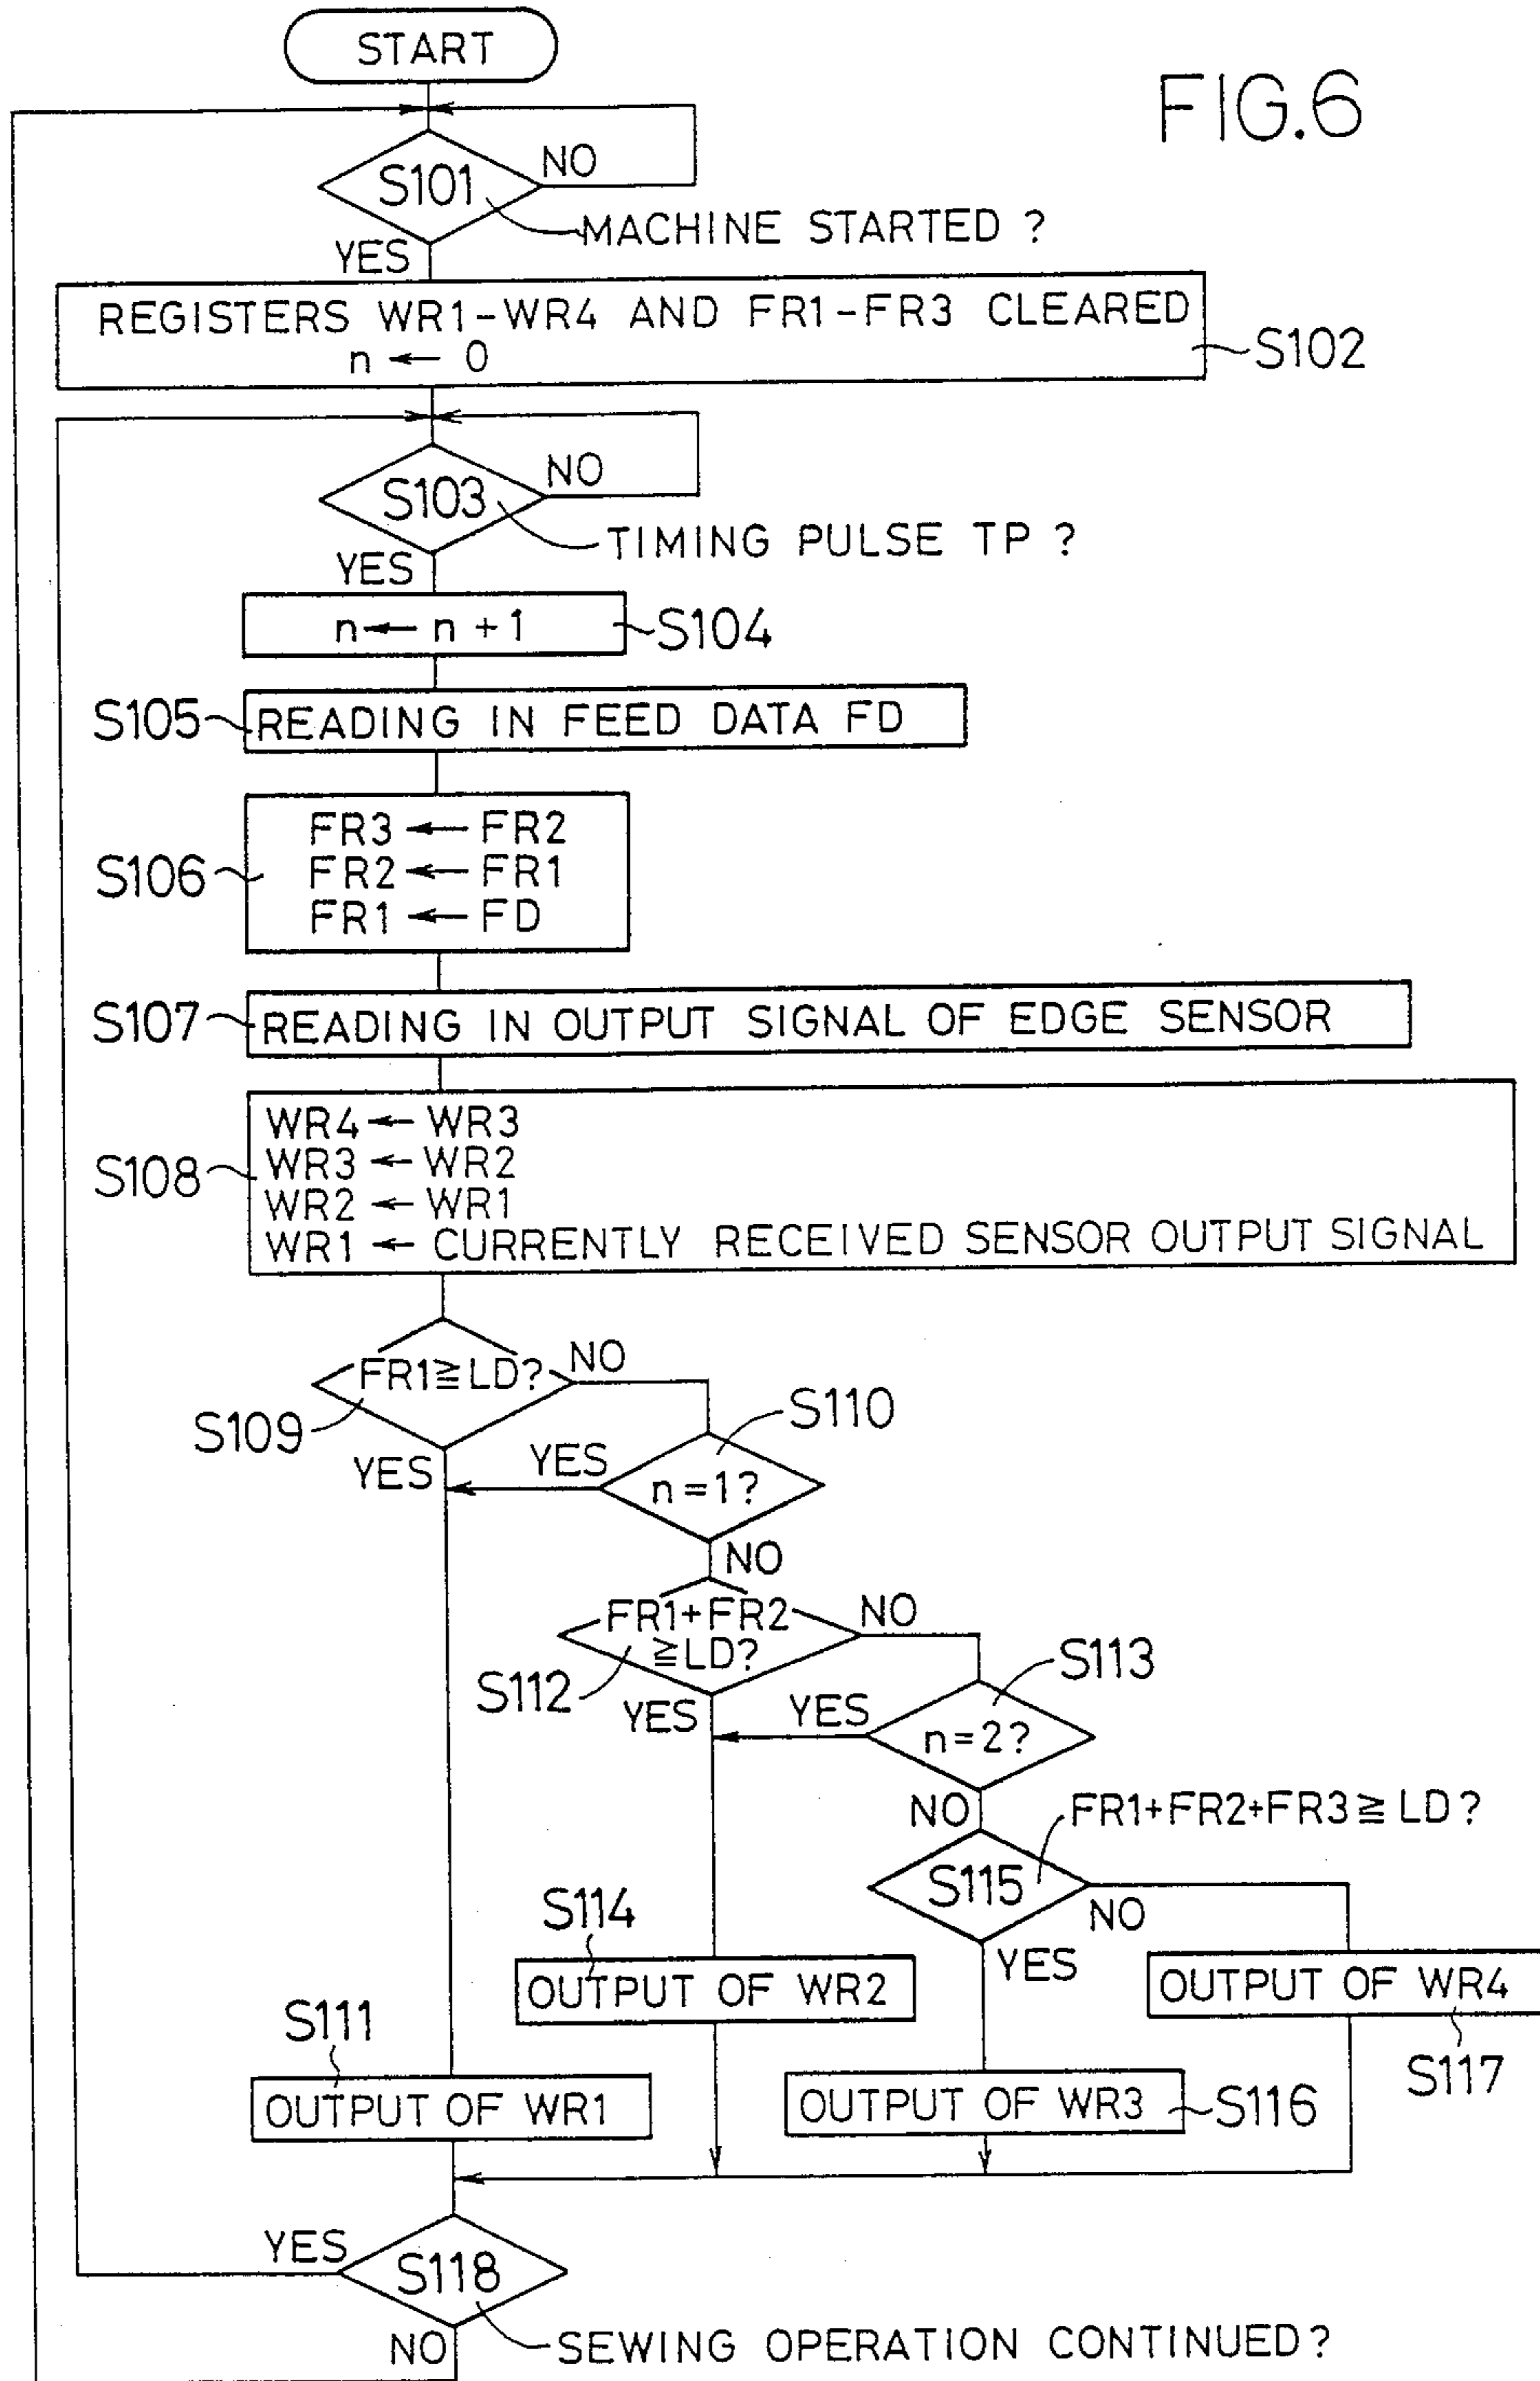 START
FIG.6
S101
NO
MACHINE STARTED ?
YES
REGISTERS WR1-WR4 AND FR1-FR3 CLEARED
n ← 0
S102
S103
NO
TIMING PULSE TP ?
YES
n ← n + 1
S104
S105
READING IN FEED DATA FD
S106
FR3 ← FR2
FR2 ← FR1
FR1 ← FD
S107
READING IN OUTPUT SIGNAL OF EDGE SENSOR
S108
WR4 ← WR3
WR3 ← WR2
WR2 ← WR1
WR1 ← CURRENTLY RECEIVED SENSOR OUTPUT SIGNAL
FR1≧LD?
NO
S109
YES
S110
YES
n=1?
NO
FR1+FR2
≧LD?
NO
S112
YES
S113
YES
n=2?
NO
FR1+FR2+FR3≧LD?
S115
NO
YES
S114
OUTPUT OF WR2
OUTPUT OF WR4
S117
S111
OUTPUT OF WR1
OUTPUT OF WR3
S116
YES
S118
NO
SEWING OPERATION CONTINUED?